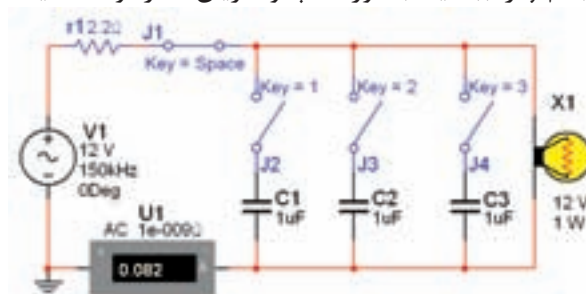 r1 2.2Ω
J1
Key = Space
Key = 1
Key = 2
Key = 3
X1
V1
12 V
150kHz
0Deg
J2
J3
J4
C1
1uF
C2
1uF
C3
1uF
12 V
1 W
U1
AC 1e-009Ω
0.082